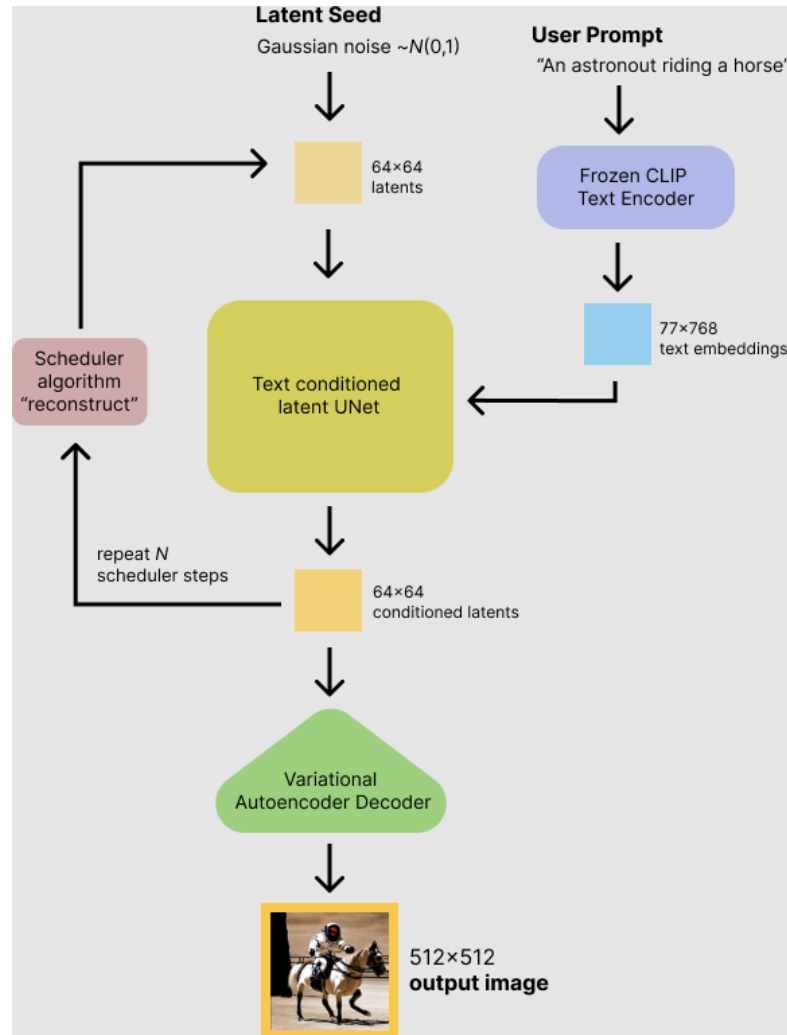 Latent Seed
Gaussian noise ~N(0,1)
User Prompt
“An astronout riding a horse”
64×64
latents
Frozen CLIP
Text Encoder
77×768
text embeddings
Scheduler
algorithm
“reconstruct”
Text conditioned
latent UNet
repeat N
scheduler steps
64×64
conditioned latents
Variational
Autoencoder Decoder
512×512
output image